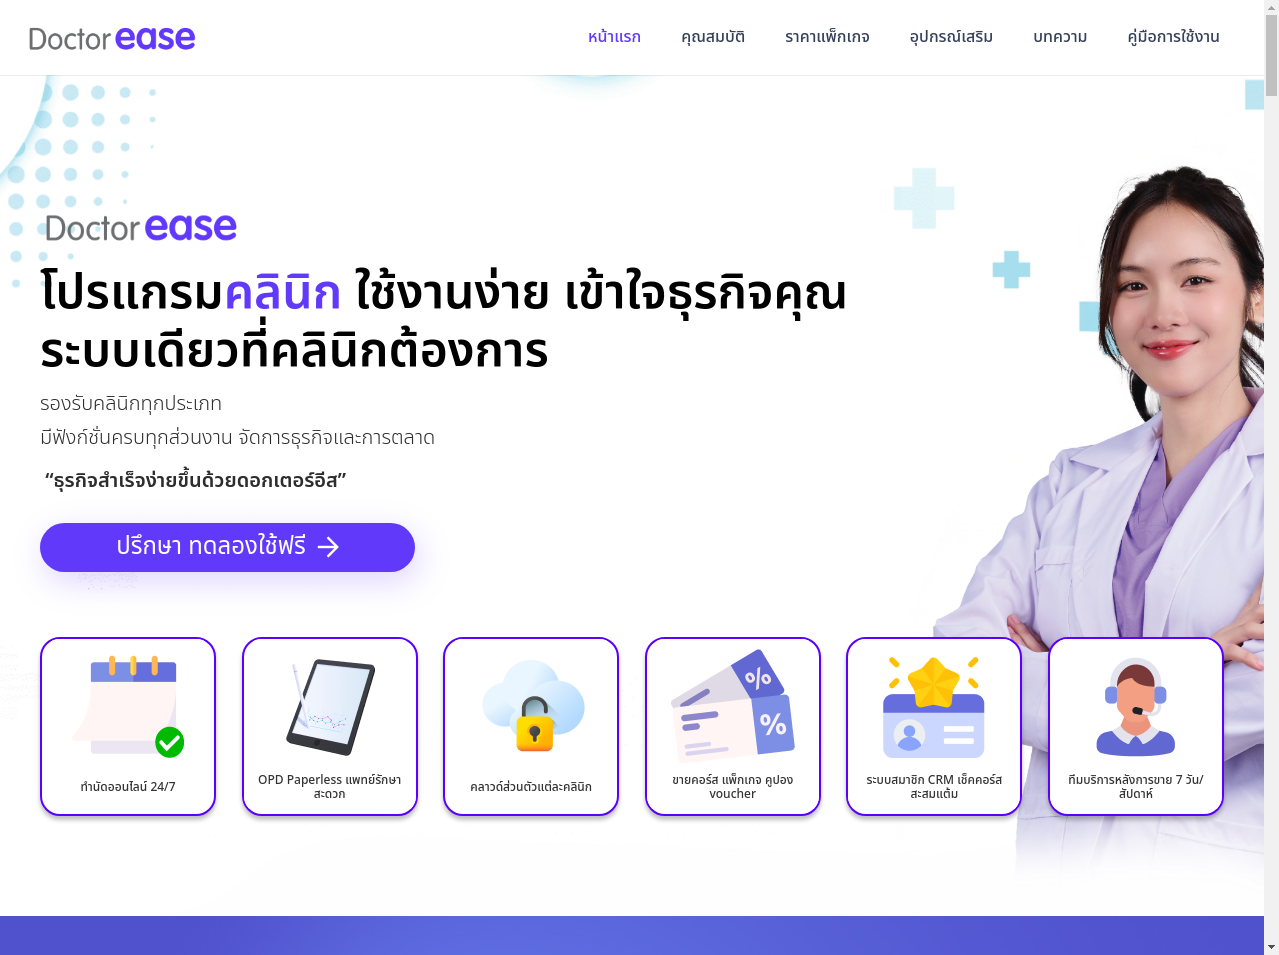 Doctor ease
หน้าแรก
คุณสมบัติ
ราคาแพ็กเกจ
อุปกรณ์เสริม
บทความ
คู่มือการใช้งาน
Doctor ease
โปรแกรมคลินิก ใช้งานง่าย เข้าใจธุรกิจคุณ
ระบบเดียวที่คลินิกต้องการ
รองรับคลินิกทุกประเภท
มีฟังก์ชั่นครบทุกส่วนงาน จัดการธุรกิจและการตลาด
“ธุรกิจสำเร็จง่ายขึ้นด้วยดอกเตอร์อีส”
ปรึกษา ทดลองใช้ฟรี
ทำนัดออนไลน์ 24/7
OPD Paperless แพทย์รักษา
สะดวก
คลาวด์ส่วนตัวแต่ละคลินิก
%
%
ขายคอร์ส แพ็กเกจ คูปอง
voucher
ระบบสมาชิก CRM เช็คคอร์ส
สะสมแต้ม
ทีมบริการหลังการขาย 7 วัน/
สัปดาห์